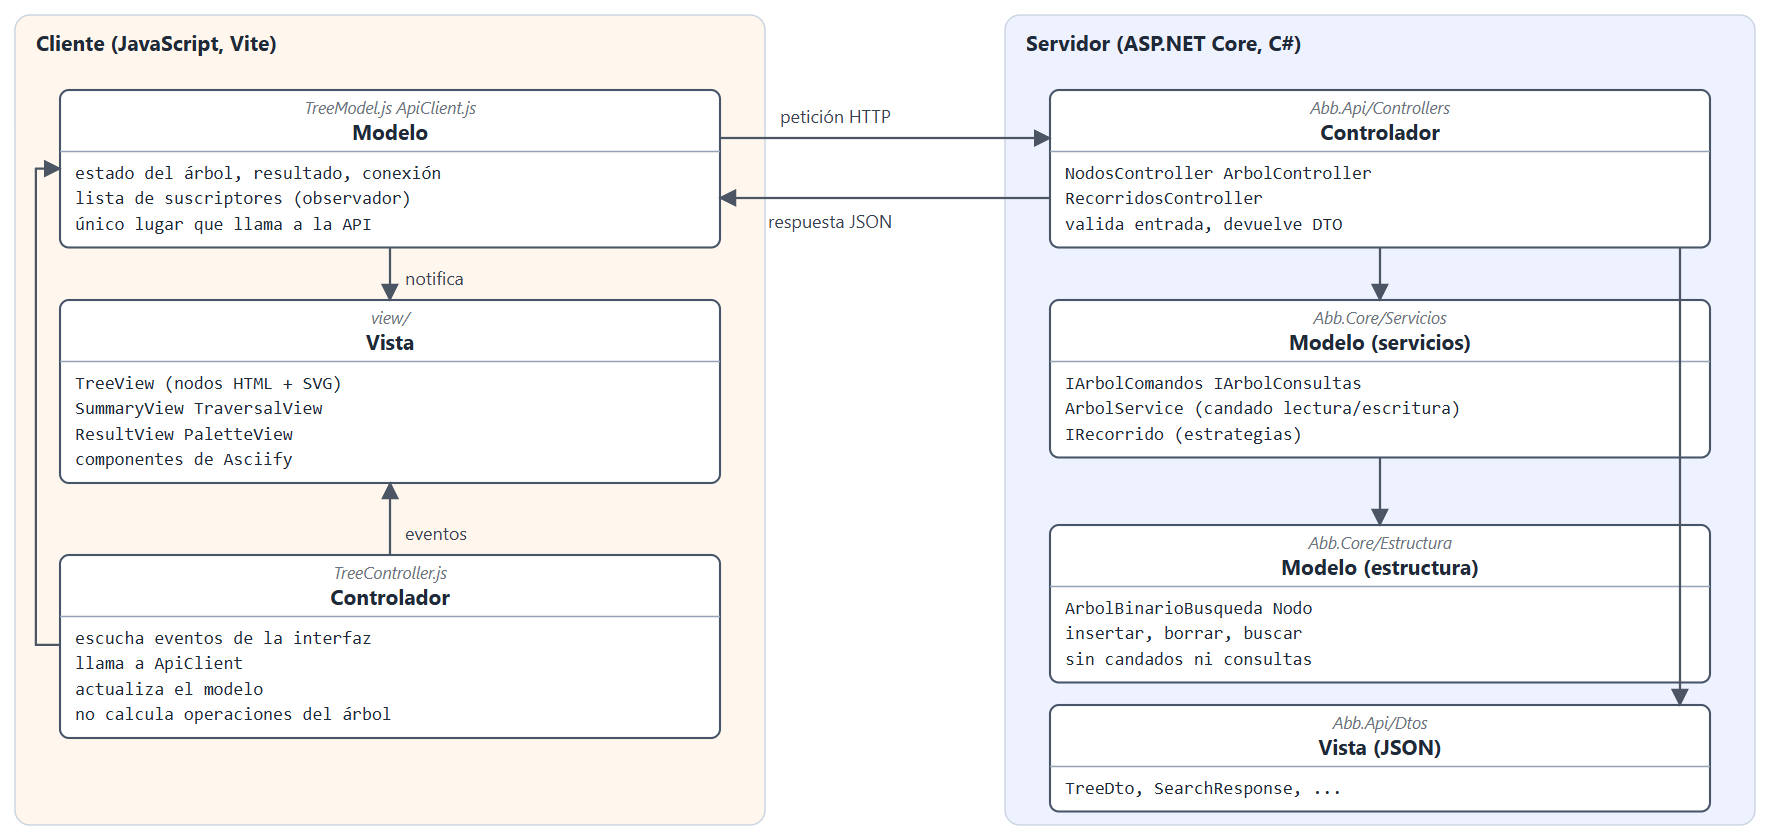 Cliente (JavaScript, Vite)
TreeModel.js ApiClient.js
Modelo
estado del árbol, resultado, conexión
lista de suscriptores (observador)
único lugar que llama a la API
notifica
view/
Vista
TreeView (nodos HTML + SVG)
SummaryView TraversalView
ResultView PaletteView
componentes de Asciify
eventos
TreeController.js
Controlador
escucha eventos de la interfaz
llama a ApiClient
actualiza el modelo
no calcula operaciones del árbol
petición HTTP
respuesta JSON
Servidor (ASP.NET Core, C#)
Abb.Api/Controllers
Controlador
NodosController ArbolController
RecorridosController
valida entrada, devuelve DTO
Abb.Core/Servicios
Modelo (servicios)
IArbolComandos IArbolConsultas
ArbolService (candado lectura/escritura)
IRecorrido (estrategias)
Abb.Core/Estructura
Modelo (estructura)
ArbolBinarioBusqueda Nodo
insertar, borrar, buscar
sin candados ni consultas
Abb.Api/Dtos
Vista (JSON)
TreeDto, SearchResponse, ...